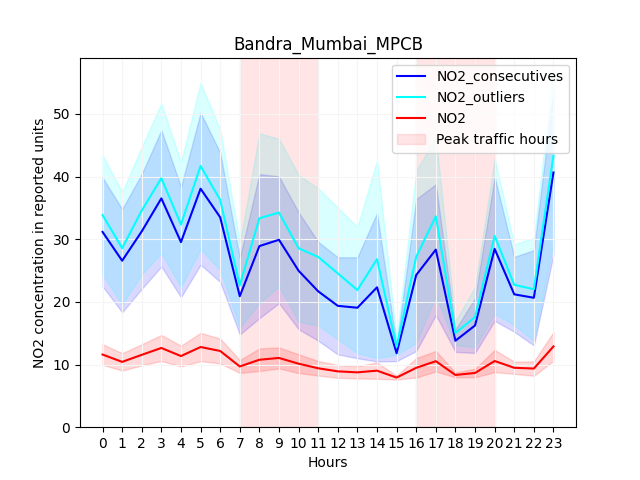 Bandra_Mumbai_MPCB
NO2_consecutives
NO2_outliers
NO2
Peak traffic hours
NO2 concentration in reported units
50
40
30
20
10
0
0 1 2 3 4 5 6 7 8 9 10 11 12 13 14 15 16 17 18 19 20 21 22 23
Hours